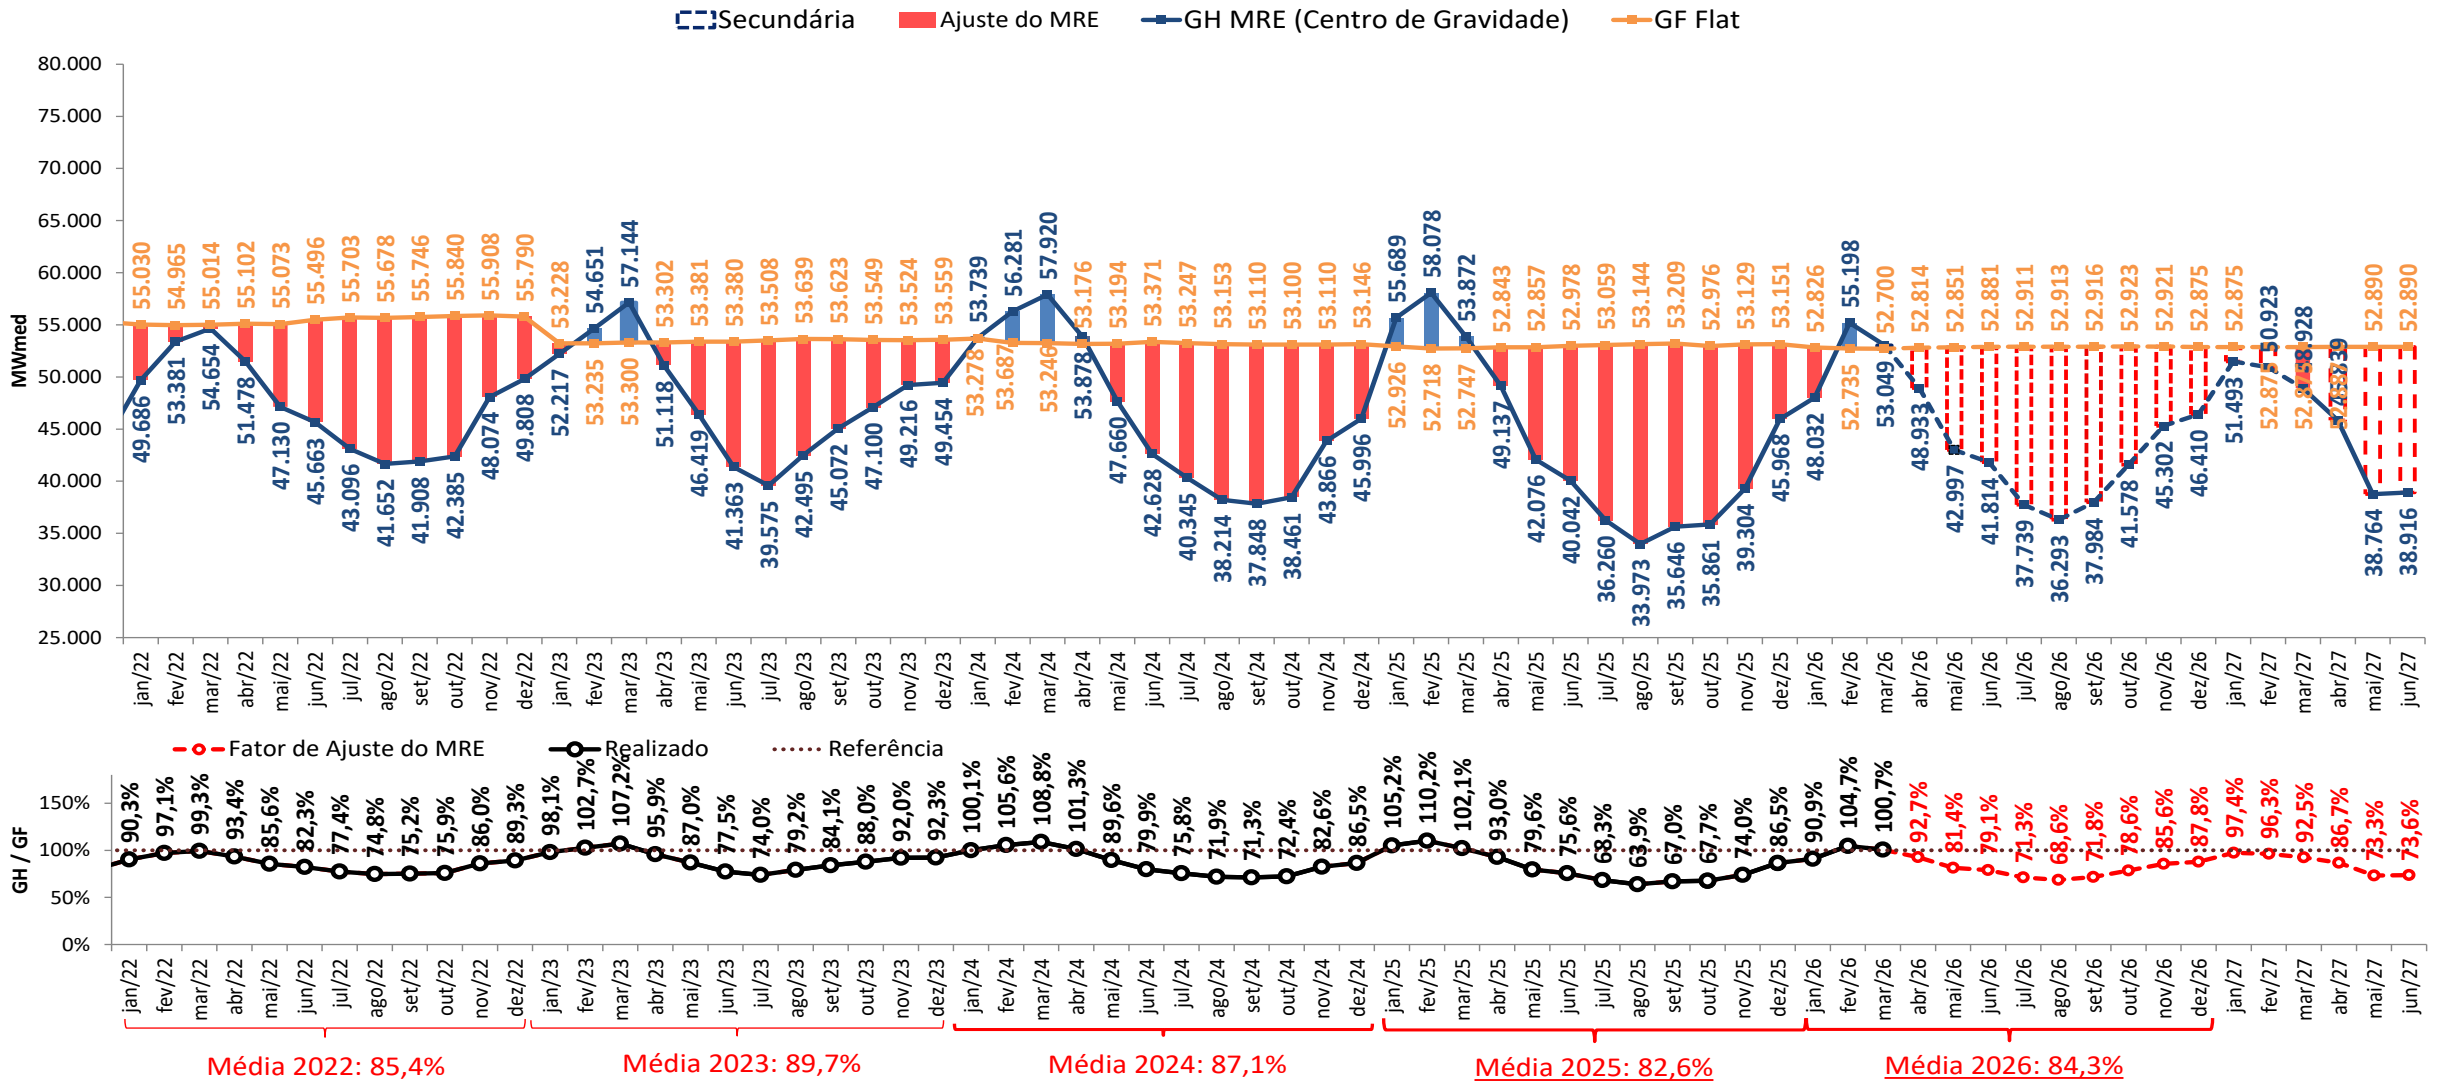 Secundária Ajuste do MRE GH MRE (Centro de Gravidade) GF Flat
MWmed
80.000
75.000
70.000
65.000
60.000
55.000
50.000
45.000
40.000
35.000
30.000
25.000
55.030 54.965 55.014 55.102 55.073 55.496 55.703 55.678 55.746 55.840 55.908 55.790 53.228 54.651 57.144 53.302 53.381 53.380 53.508 53.639 53.623 53.549 53.524 53.559 53.739 56.281 57.920 53.176 53.194 53.371 53.247 53.153 53.110 53.100 53.110 53.146 55.689 58.078 53.872 52.843 52.857 52.978 53.059 53.144 53.209 52.976 53.129 53.151 52.826 55.198 52.700 52.814 52.851 52.881 52.911 52.913 52.916 52.923 52.921 52.875 52.875 50.923 48.928 45.839 52.890 52.890
49.686 53.381 54.654 51.478 47.130 45.663 43.096 41.652 41.908 42.385 48.074 49.808 52.217 53.235 53.300 51.118 46.419 41.363 39.575 42.495 45.072 47.100 49.216 49.454 53.278 53.687 53.246 53.878 47.660 42.628 40.345 38.214 37.848 38.461 43.866 45.996 52.926 52.718 52.747 49.137 42.076 40.042 36.260 33.973 35.646 35.861 39.304 45.968 48.032 52.735 53.049 48.933 42.997 41.814 37.739 36.293 37.984 41.578 45.302 46.410 51.493 52.875 38.764 38.916
jan/22 fev/22 mar/22 abr/22 mai/22 jun/22 jul/22 ago/22 set/22 out/22 nov/22 dez/22 jan/23 fev/23 mar/23 abr/23 mai/23 jun/23 jul/23 ago/23 set/23 out/23 nov/23 dez/23 jan/24 fev/24 mar/24 abr/24 mai/24 jun/24 jul/24 ago/24 set/24 out/24 nov/24 dez/24 jan/25 fev/25 mar/25 abr/25 mai/25 jun/25 jul/25 ago/25 set/25 out/25 nov/25 dez/25 jan/26 fev/26 mar/26 abr/26 mai/26 jun/26 jul/26 ago/26 set/26 out/26 nov/26 dez/26 jan/27 fev/27 mar/27 abr/27 mai/27 jun/27
Fator de Ajuste do MRE Realizado Referência
GH / GF
150%
100%
50%
0%
90,3% 97,1% 99,3% 93,4% 85,6% 82,3% 77,4% 74,8% 75,2% 75,9% 86,0% 89,3% 98,1% 102,7% 107,2% 95,9% 87,0% 77,5% 74,0% 79,2% 84,1% 88,0% 92,0% 92,3% 100,1% 105,6% 108,8% 101,3% 89,6% 79,9% 75,8% 71,9% 71,3% 72,4% 82,6% 86,5% 105,2% 110,2% 102,1% 93,0% 79,6% 75,6% 68,3% 63,9% 67,0% 67,7% 74,0% 86,5% 90,9% 104,7% 100,7% 92,7% 81,4% 79,1% 71,3% 68,6% 71,8% 78,6% 85,6% 87,8% 97,4% 96,3% 92,5% 86,7% 73,3% 73,6%
jan/22 fev/22 mar/22 abr/22 mai/22 jun/22 jul/22 ago/22 set/22 out/22 nov/22 dez/22 jan/23 fev/23 mar/23 abr/23 mai/23 jun/23 jul/23 ago/23 set/23 out/23 nov/23 dez/23 jan/24 fev/24 mar/24 abr/24 mai/24 jun/24 jul/24 ago/24 set/24 out/24 nov/24 dez/24 jan/25 fev/25 mar/25 abr/25 mai/25 jun/25 jul/25 ago/25 set/25 out/25 nov/25 dez/25 jan/26 fev/26 mar/26 abr/26 mai/26 jun/26 jul/26 ago/26 set/26 out/26 nov/26 dez/26 jan/27 fev/27 mar/27 abr/27 mai/27 jun/27
Média 2022: 85,4% Média 2023: 89,7% Média 2024: 87,1% Média 2025: 82,6% Média 2026: 84,3%